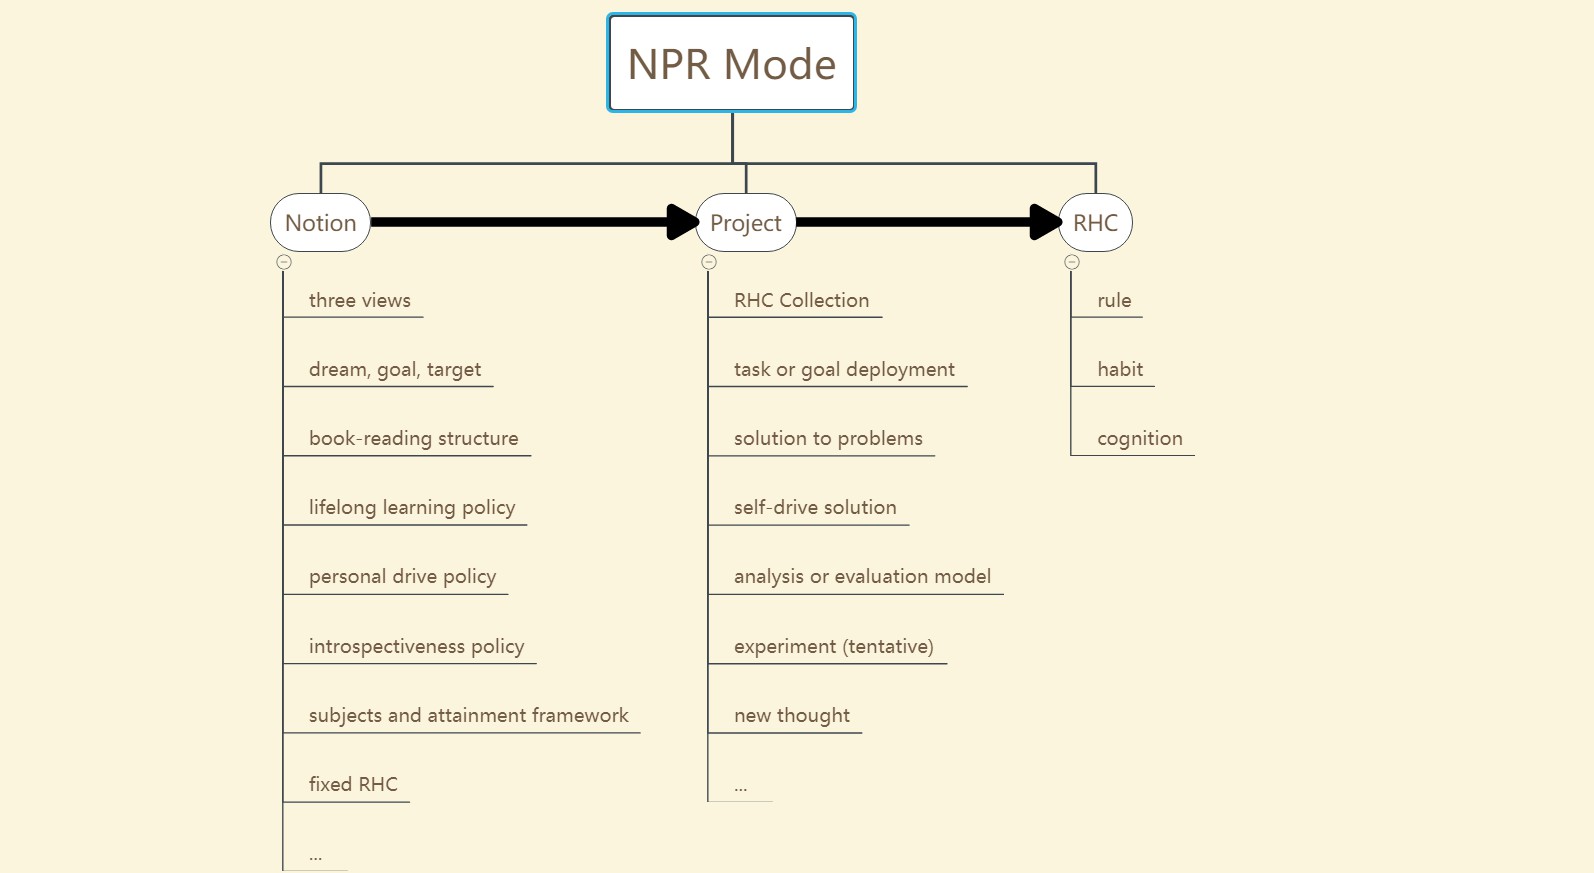 NPR Mode
Notion
Project
RHC
three views
dream, goal, target
book-reading structure
lifelong learning policy
personal drive policy
introspectiveness policy
subjects and attainment framework
fixed RHC
...
RHC Collection
task or goal deployment
solution to problems
self-drive solution
analysis or evaluation model
experiment (tentative)
new thought
...
rule
habit
cognition